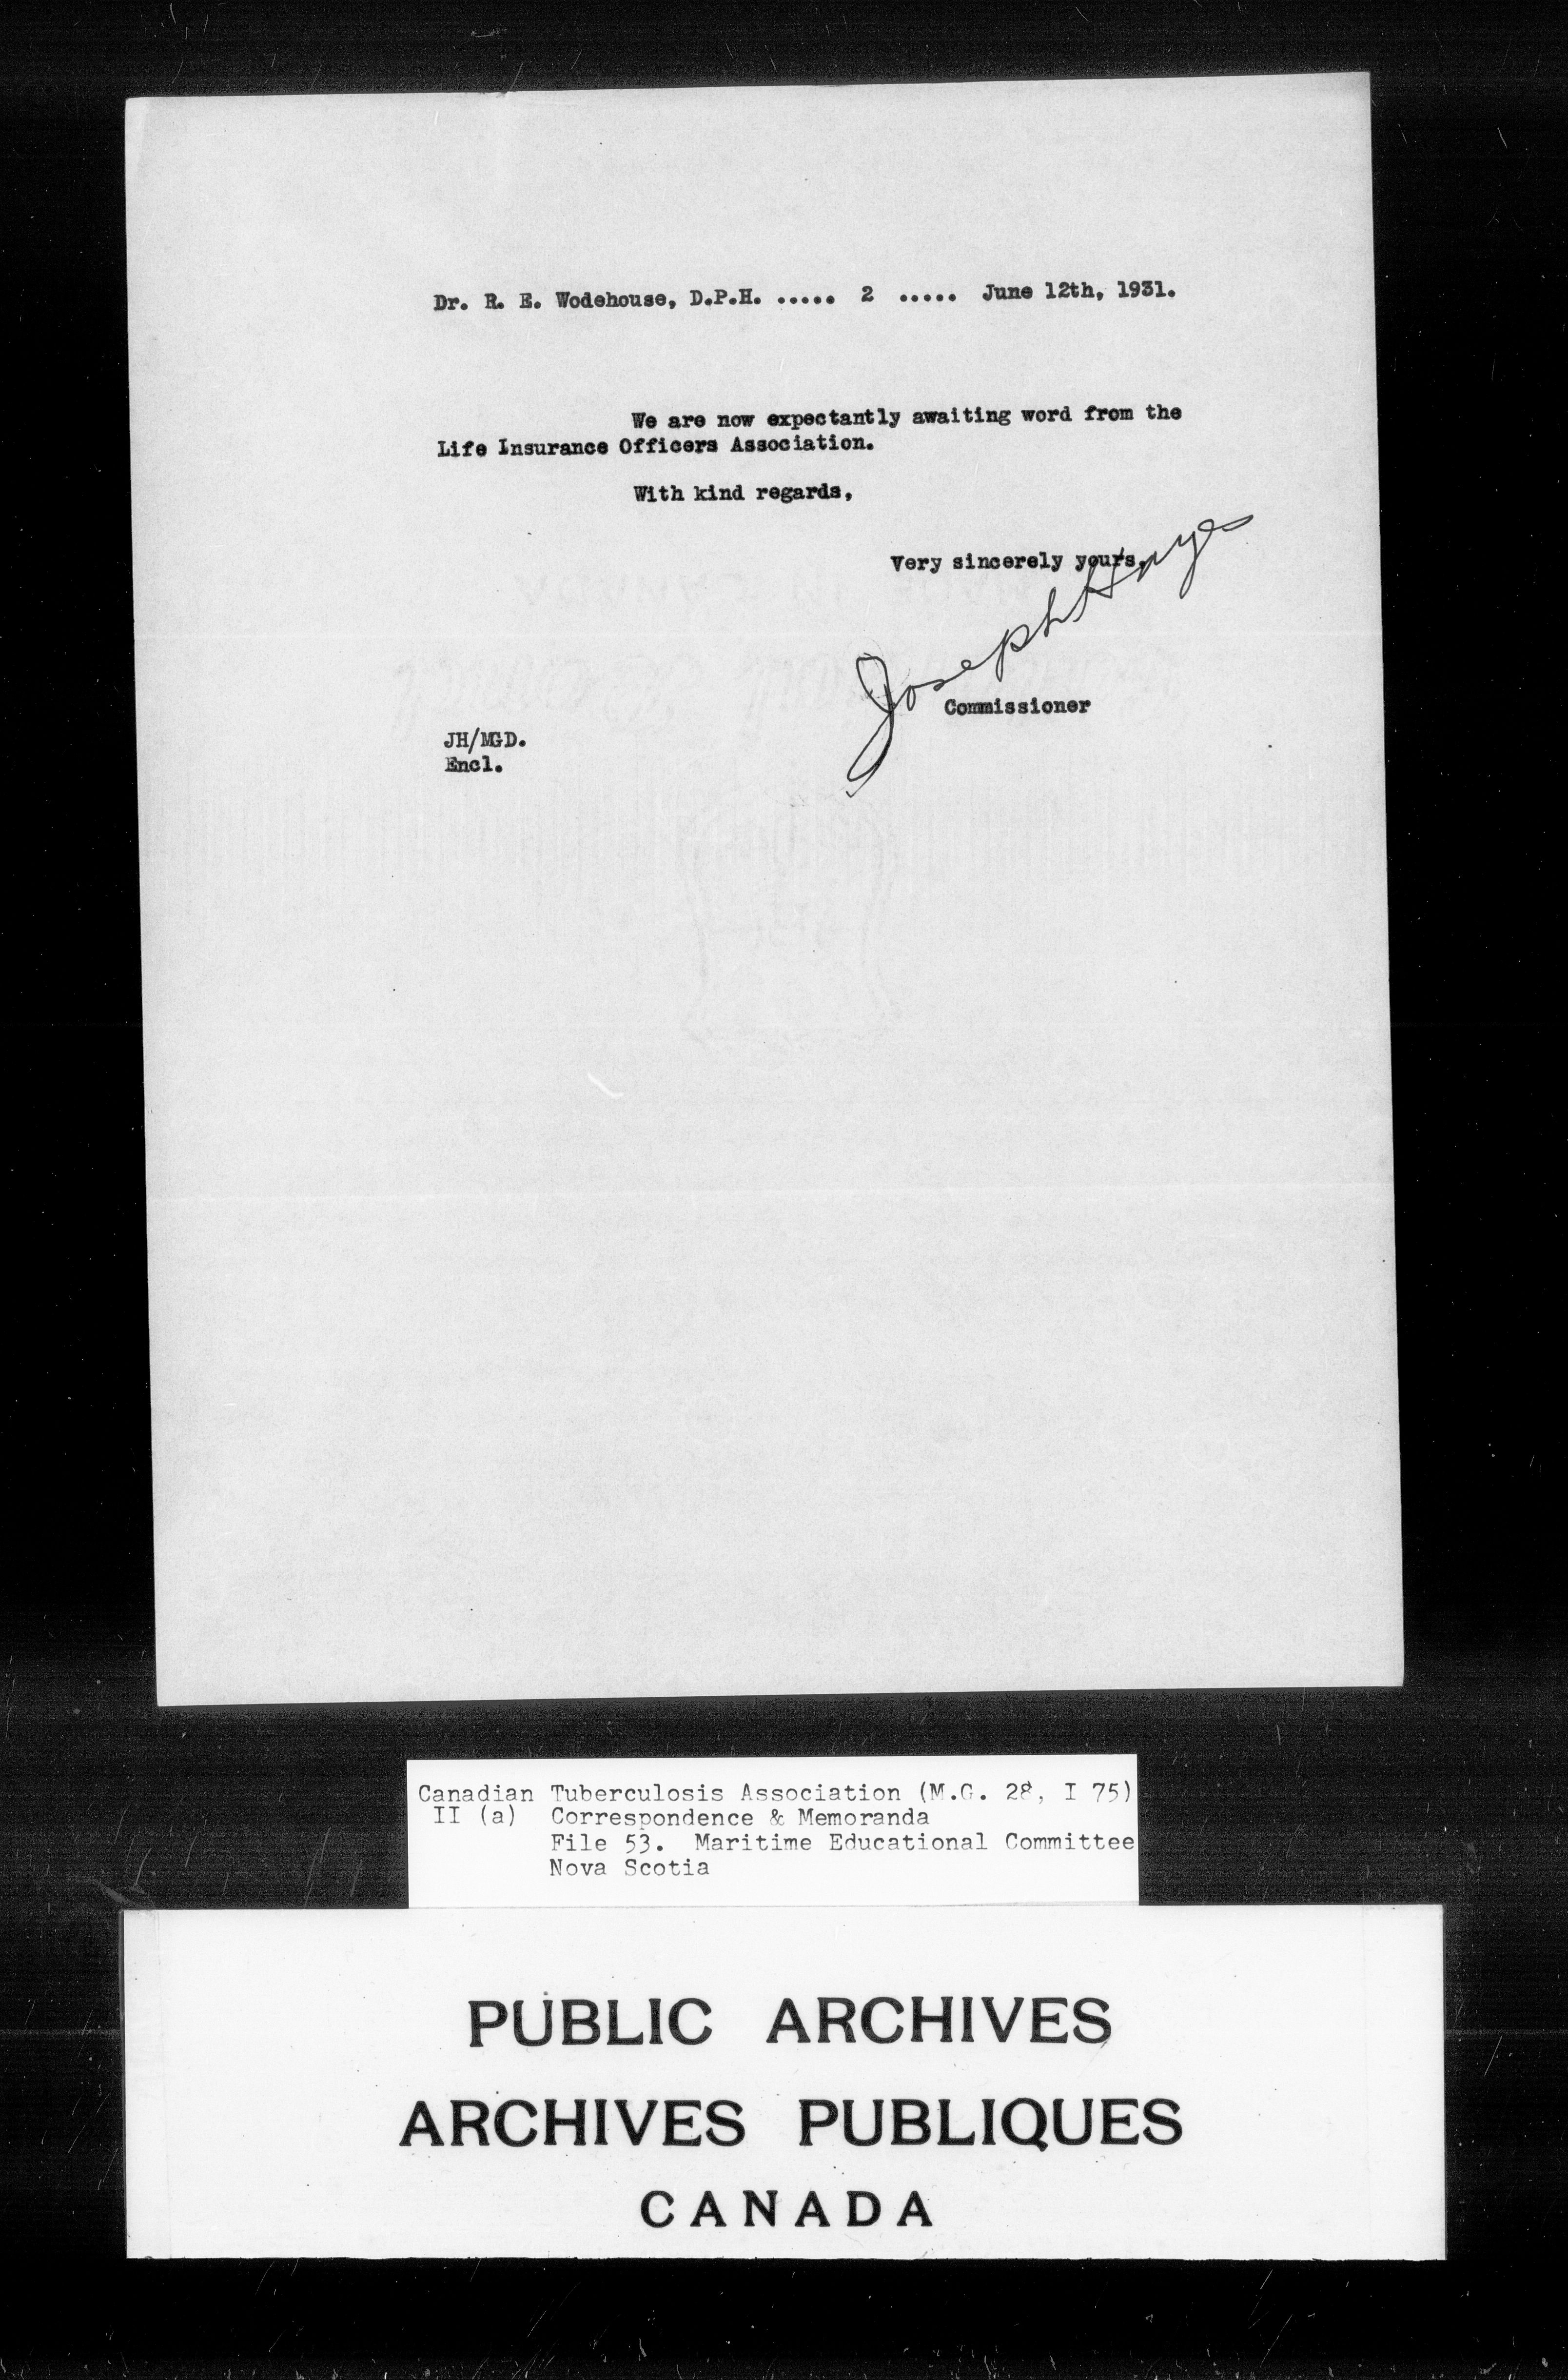 Dr. R. E. Wodehouse, D.P.H. ..... 2 ..... June 12th, 1931.
We are now expectantly awaiting word from the
Life Insurance Officers Association.
With kind regards,
Very sincerely yours,
Joseph Hayes
Commissioner
JH/MGD.
Encl.
Canadian Tuberculosis Association (M.G. 28, I 75)
II (a) Correspondence & Memoranda
File 53. Maritime Educational Committee
Nova Scotia
PUBLIC ARCHIVES
ARCHIVES PUBLIQUES
CANADA